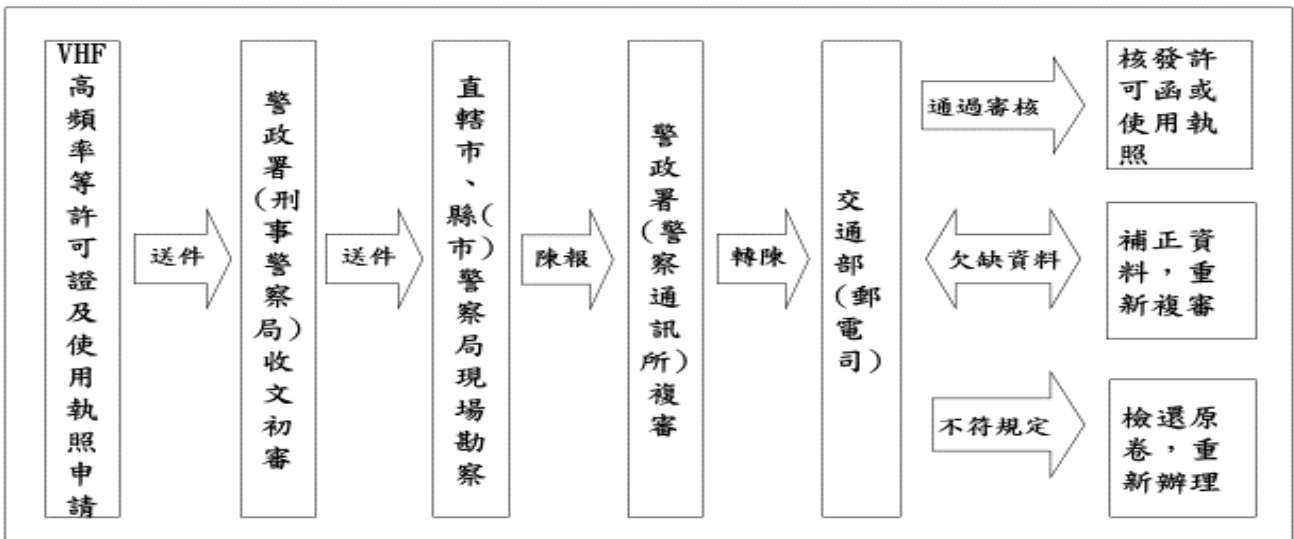 VHF高頻率等許可證及使用執照申請
送件
警政署(刑事警察局)收文初審
送件
直轄市、縣(市)警察局現場勘察
陳報
警政署(警察通訊所)複審
轉陳
交通部(郵電司)
通過審核
核發許
可函或
使用執
照
欠缺資料
補正資
料，重
新複審
不符規定
檢還原
卷，重
新辦理